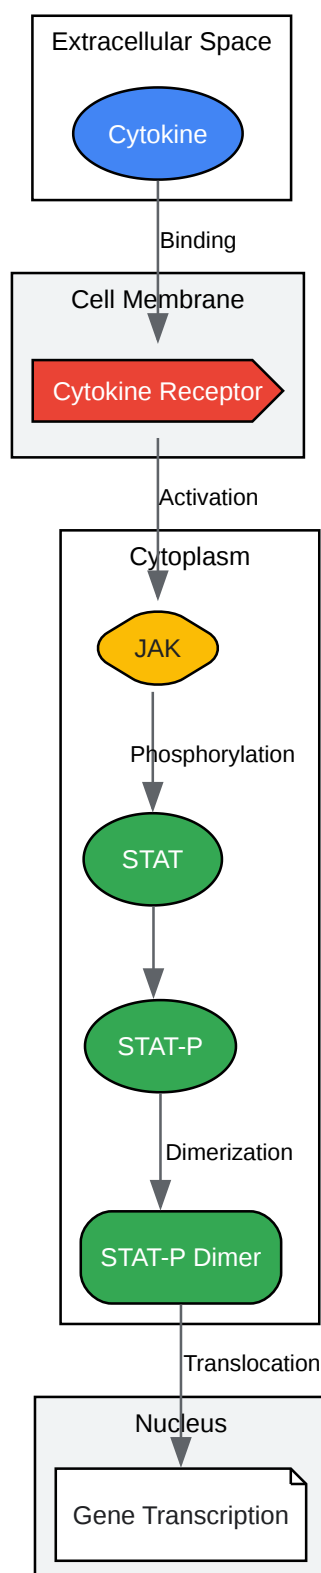 Extracellular Space
Cytokine
Binding
Cell Membrane
Cytokine Receptor
Activation
Cytoplasm
JAK
Phosphorylation
STAT
STAT-P
Dimerization
STAT-P Dimer
Translocation
Nucleus
Gene Transcription